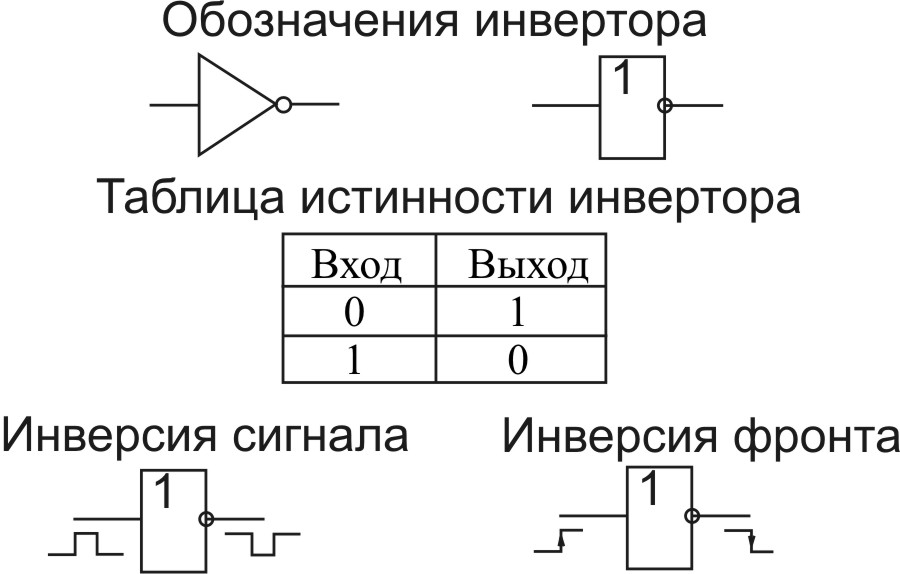 Обозначения инвертора
1
Таблица истинности инвертора
Вход Выход
0 1
1 0
Инверсия сигнала Инверсия фронта
1 1